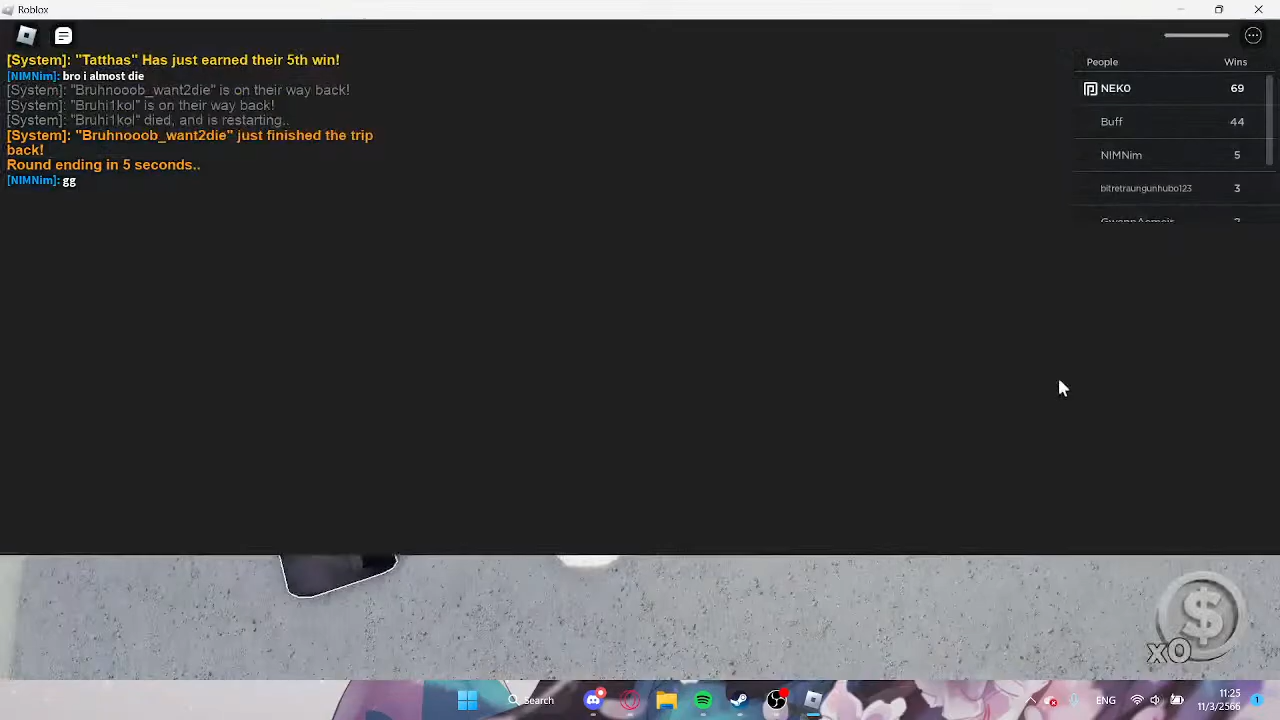 Roblox
[System]: "Tatthas" Has just earned their 5th win!
[NIMNim]: bro i almost die
[System]: "Bruhnooob_want2die" is on their way back!
[System]: "Bruhi1kol" is on their way back!
[System]: "Bruhi1kol" died, and is restarting..
[System]: "Bruhnooob_want2die" just finished the trip
back!
Round ending in 5 seconds..
[NIMNim]: gg
People Wins
NEKO 69
Buff 44
NIMNim 5
bitretraungunhubo123 3
x0
Search
ENG
11:25
11/3/2566
1